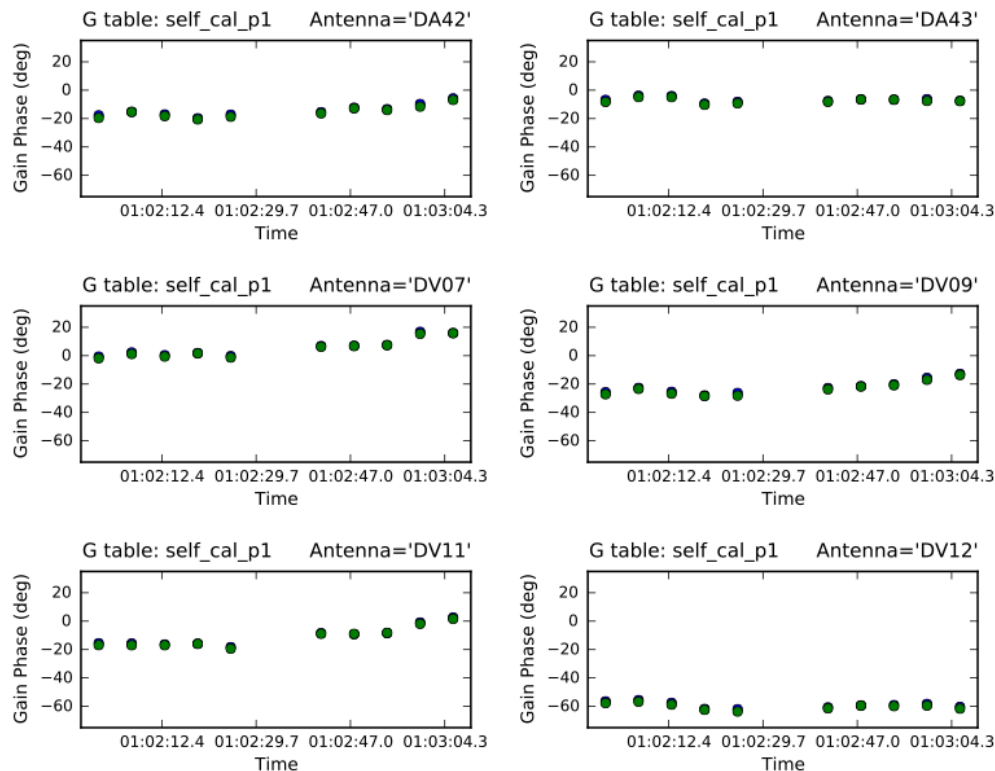 G table: self_cal_p1 Antenna='DA42'
Gain Phase (deg)
20
0
−20
−40
−60
01:02:12.4 01:02:29.7 01:02:47.0 01:03:04.3
Time
G table: self_cal_p1 Antenna='DA43'
Gain Phase (deg)
20
0
−20
−40
−60
01:02:12.4 01:02:29.7 01:02:47.0 01:03:04.3
Time
G table: self_cal_p1 Antenna='DV07'
Gain Phase (deg)
20
0
−20
−40
−60
01:02:12.4 01:02:29.7 01:02:47.0 01:03:04.3
Time
G table: self_cal_p1 Antenna='DV09'
Gain Phase (deg)
20
0
−20
−40
−60
01:02:12.4 01:02:29.7 01:02:47.0 01:03:04.3
Time
G table: self_cal_p1 Antenna='DV11'
Gain Phase (deg)
20
0
−20
−40
−60
01:02:12.4 01:02:29.7 01:02:47.0 01:03:04.3
Time
G table: self_cal_p1 Antenna='DV12'
Gain Phase (deg)
20
0
−20
−40
−60
01:02:12.4 01:02:29.7 01:02:47.0 01:03:04.3
Time